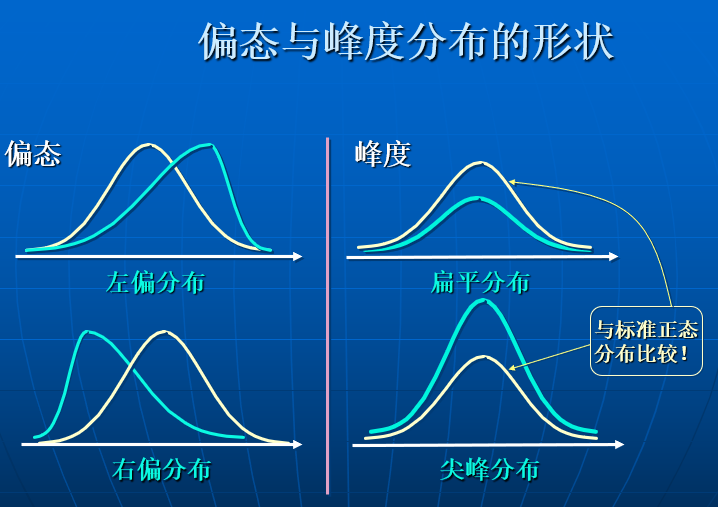 偏态与峰度分布的形状
偏态
左偏分布
右偏分布
峰度
扁平分布
尖峰分布
与标准正态
分布比较！